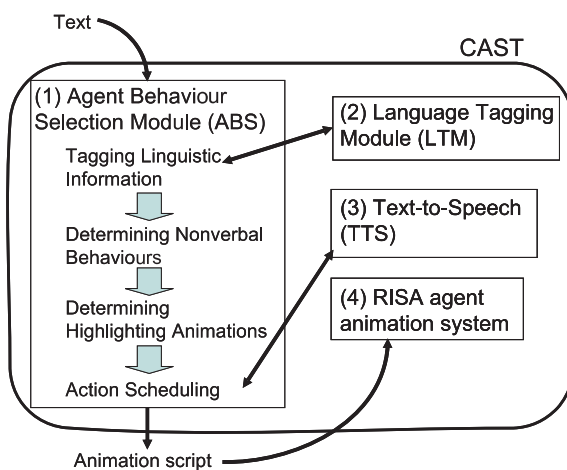 Text
CAST
(1) Agent Behaviour
Selection Module (ABS)
Tagging Linguistic
Information
Determining Nonverbal
Behaviours
Determining
Highlighting Animations
Action Scheduling
(2) Language Tagging
Module (LTM)
(3) Text-to-Speech
(TTS)
(4) RISA agent
animation system
Animation script